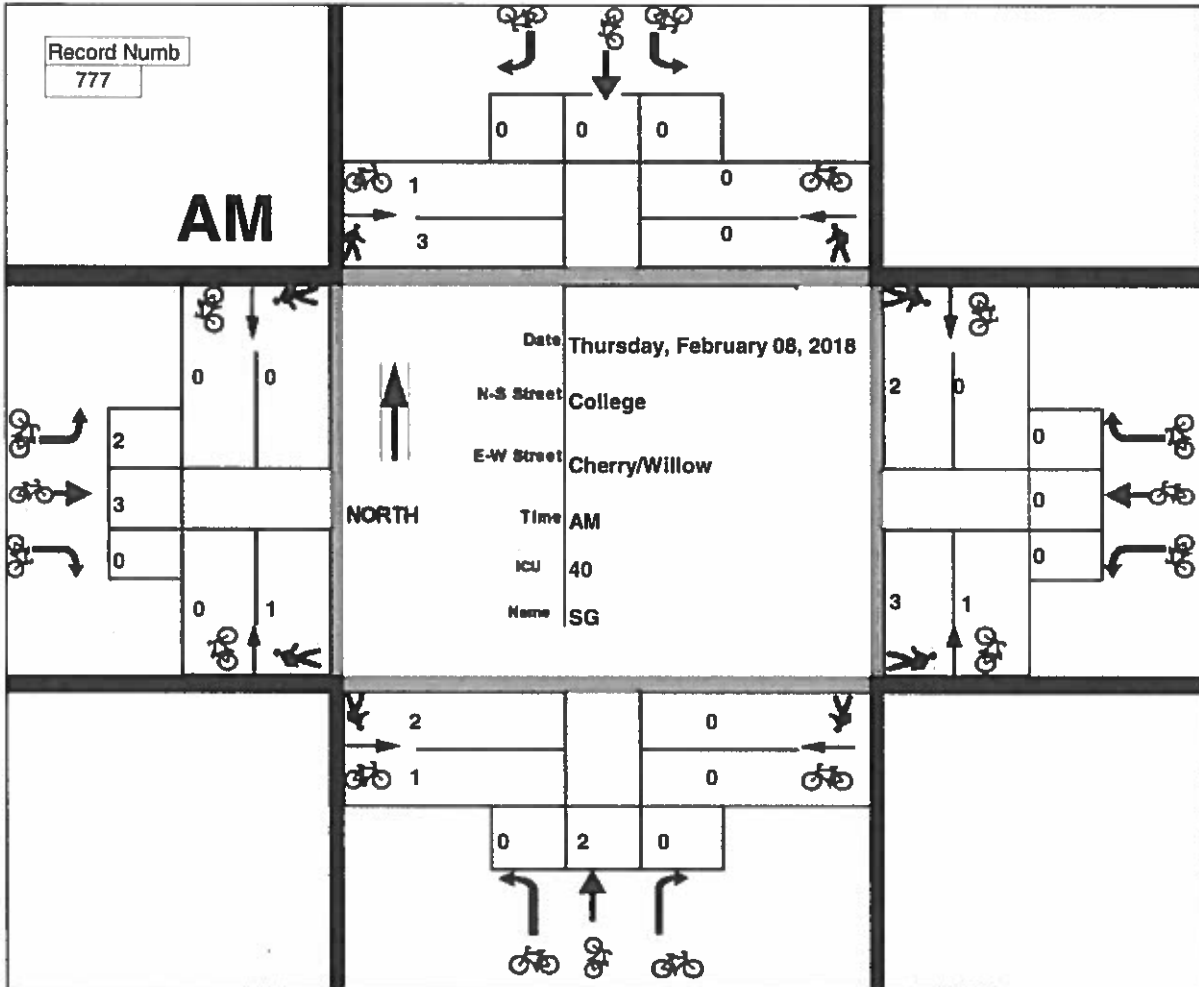 Record Numb
777
AM
0 0 0
1 0
3 0
0 0
2
3
0
0 1
Date Thursday, February 08, 2018
N-S Street College
E-W Street Cherry/Willow
NORTH
Time AM
ICU 40
Name SG
2 0
0
0
0
3 1
2 0
1 0
0 2 0